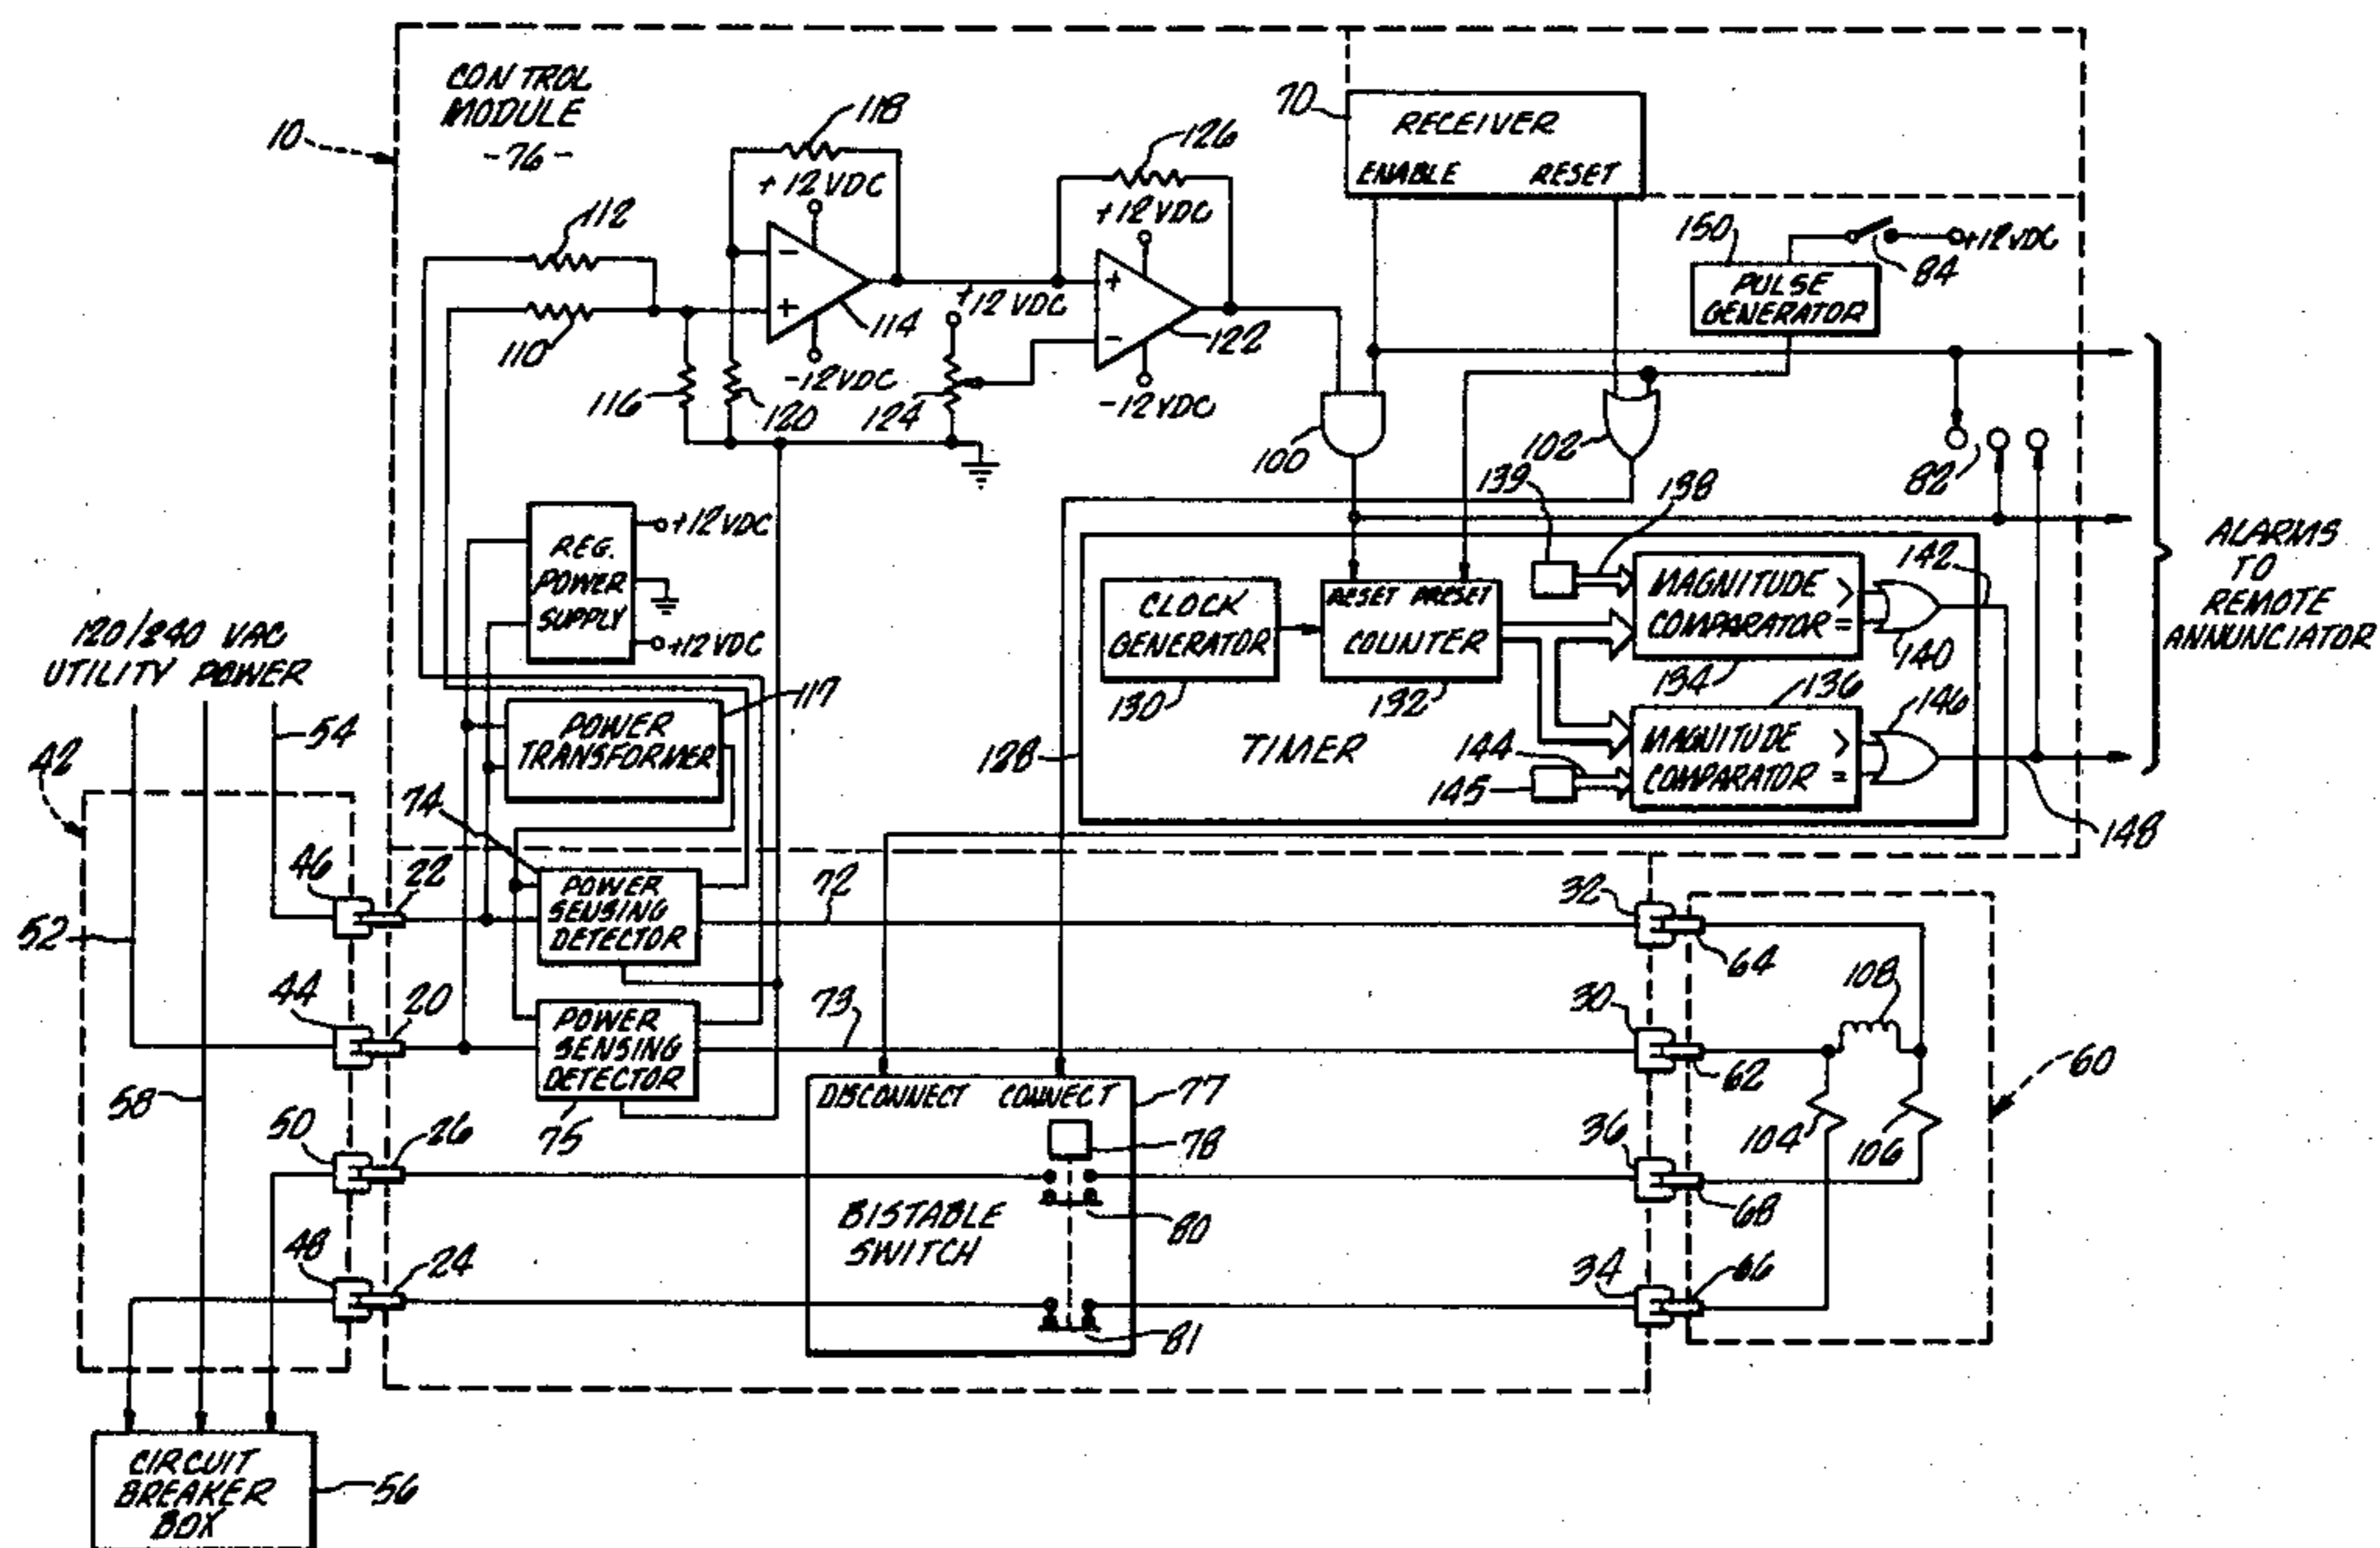 CONTROL
MODULE
-76-
10
118
+12 VDC
112
110
114
-12VDC
116
120
126
+12VDC
+12 VDC
122
124
-12VDC
70
RECEIVER
ENABLE RESET
150
+12VDC
84
PULSE
GENERATOR
100
102
82
139
138
142
ALARMS
TO
REMOTE
ANNUNCIATOR
REG.
POWER
SUPPLY
+12VDC
+12VDC
120/240 VAC
UTILITY POWER
54
42
117
POWER
TRANSFORMER
74
CLOCK
GENERATOR
130
RESET PRESET
COUNTER
132
MAGNITUDE >
COMPARATOR =
134
140
136
146
128
TIMER
144
145
MAGNITUDE >
COMPARATOR =
148
46
22
52
POWER
SENSING
DETECTOR
72
32
64
44
20
POWER
SENSING
DETECTOR
75
73
30
62
108
60
58
50
26
DISCONNECT CONNECT
77
78
36
104
106
68
BISTABLE
SWITCH
80
48
24
81
34
66
CIRCUIT
BREAKER
BOX
56